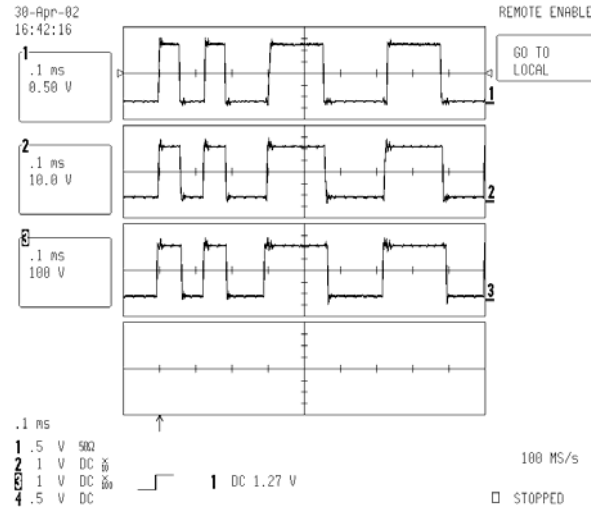 30-Apr-02
16:42:16
REMOTE ENABLE
1
.1 ms
0.50 V
GO TO
LOCAL
1
2
.1 ms
10.0 V
2
3
.1 ms
100 V
3
.1 ms
1 .5 V 50Ω
2 1 V DC X10
3 1 V DC X100
4 .5 V DC
1 DC 1.27 V
100 MS/s
STOPPED